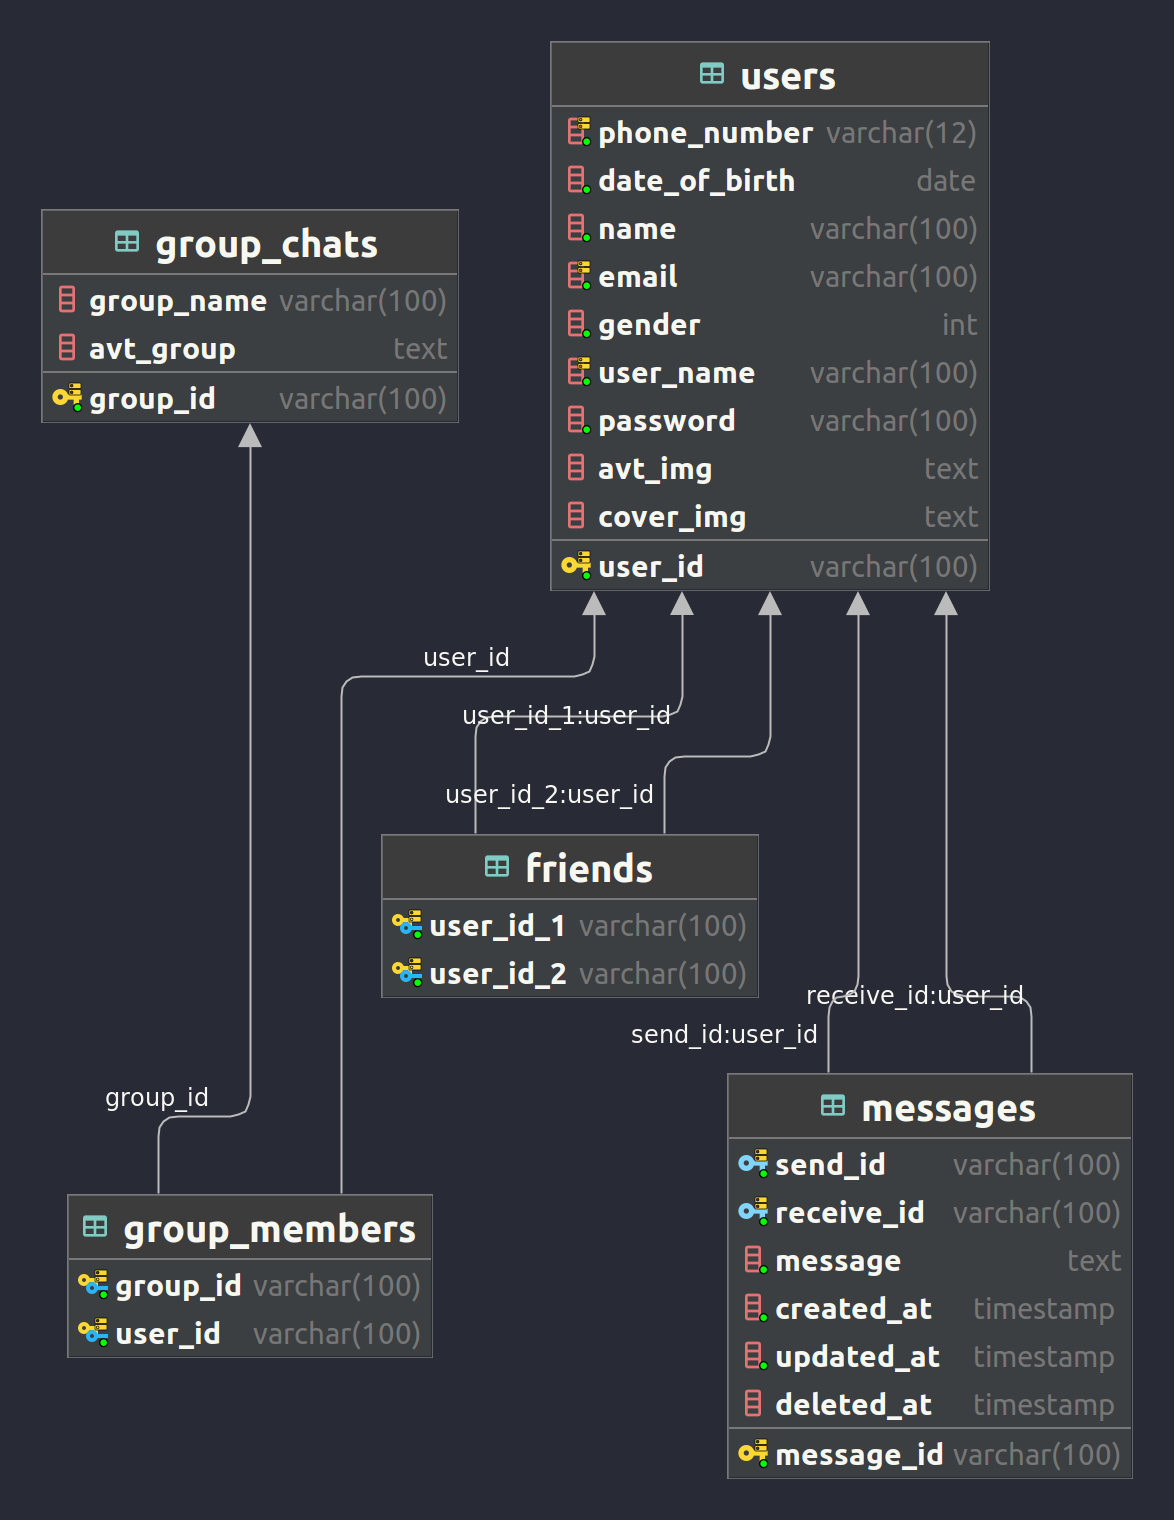 users
phone_number varchar(12)
date_of_birth date
name varchar(100)
email varchar(100)
gender int
user_name varchar(100)
password varchar(100)
avt_img text
cover_img text
user_id varchar(100)
group_chats
group_name varchar(100)
avt_group text
group_id varchar(100)
user_id
user_id_1:user_id
user_id_2:user_id
friends
user_id_1 varchar(100)
user_id_2 varchar(100)
receive_id:user_id
send_id:user_id
group_id
messages
send_id varchar(100)
receive_id varchar(100)
message text
created_at timestamp
updated_at timestamp
deleted_at timestamp
message_id varchar(100)
group_members
group_id varchar(100)
user_id varchar(100)